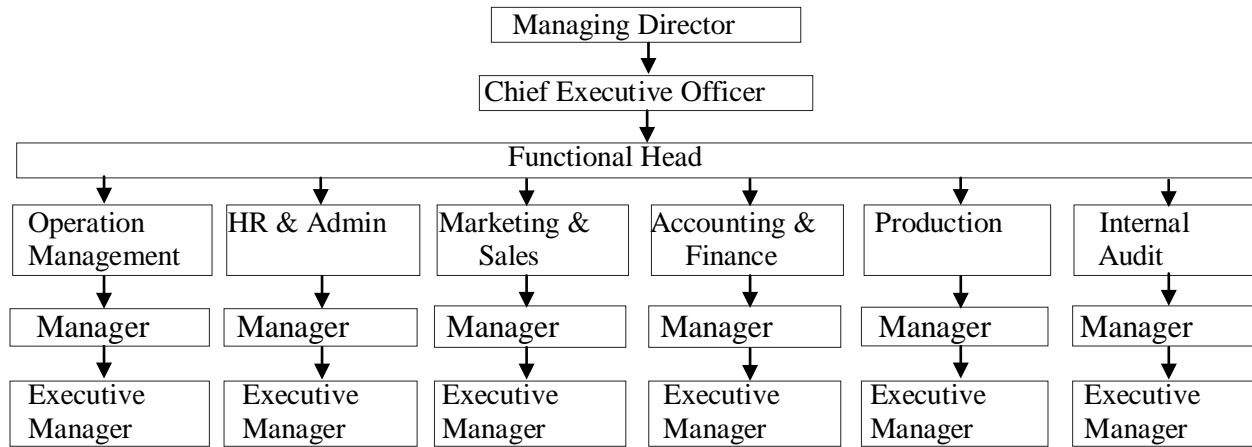 Managing Director
Chief Executive Officer
Functional Head
Operation
Management
HR & Admin
Marketing &
Sales
Accounting &
Finance
Production
Internal
Audit
Manager
Manager
Manager
Manager
Manager
Manager
Executive
Manager
Executive
Manager
Executive
Manager
Executive
Manager
Executive
Manager
Executive
Manager